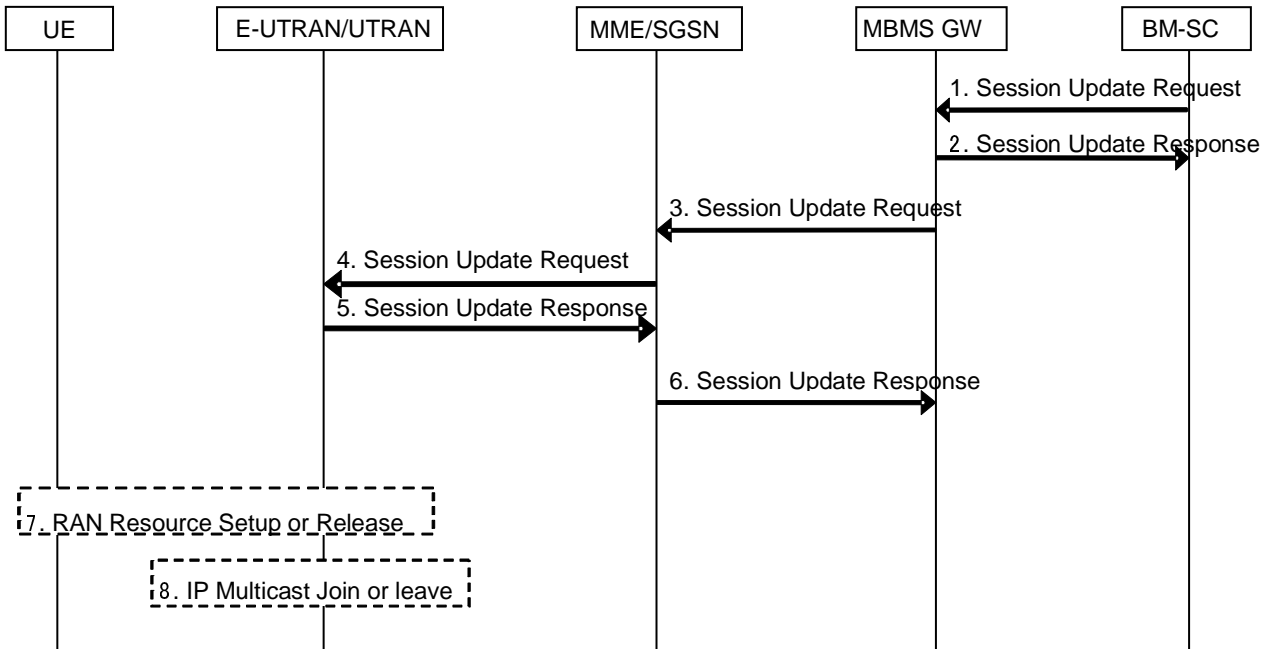 UE
E-UTRAN/UTRAN
MME/SGSN
MBMS GW
BM-SC
1. Session Update Request
2. Session Update Response
3. Session Update Request
4. Session Update Request
5. Session Update Response
6. Session Update Response
7. RAN Resource Setup or Release
8. IP Multicast Join or leave